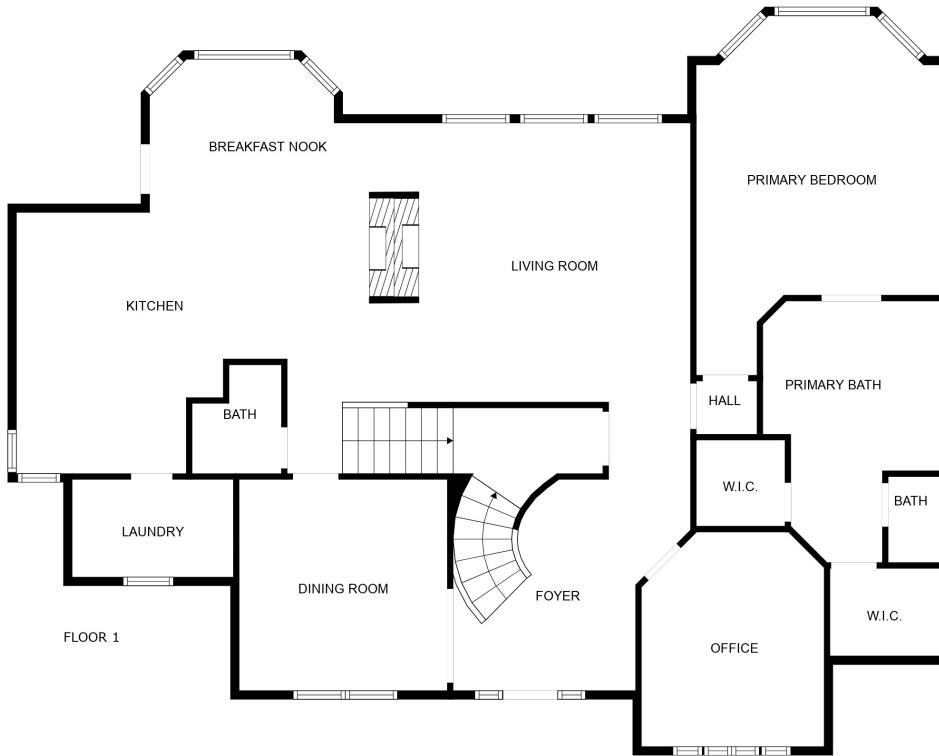 BREAKFAST NOOK
PRIMARY BEDROOM
LIVING ROOM
KITCHEN
PRIMARY BATH
HALL
BATH
W.I.C.
BATH
LAUNDRY
DINING ROOM
FOYER
W.I.C.
FLOOR 1
OFFICE